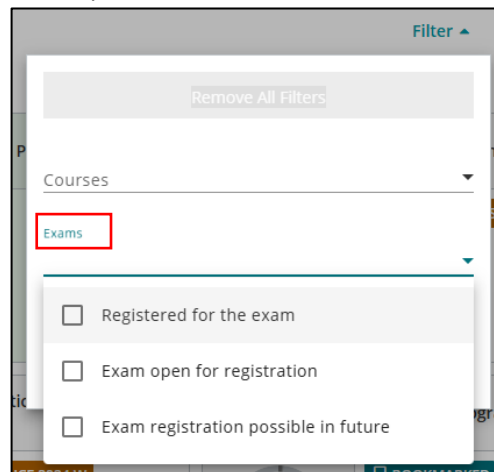 Filter
Remove All Filters
Courses
Exams
Registered for the exam
Exam open for registration
Exam registration possible in future